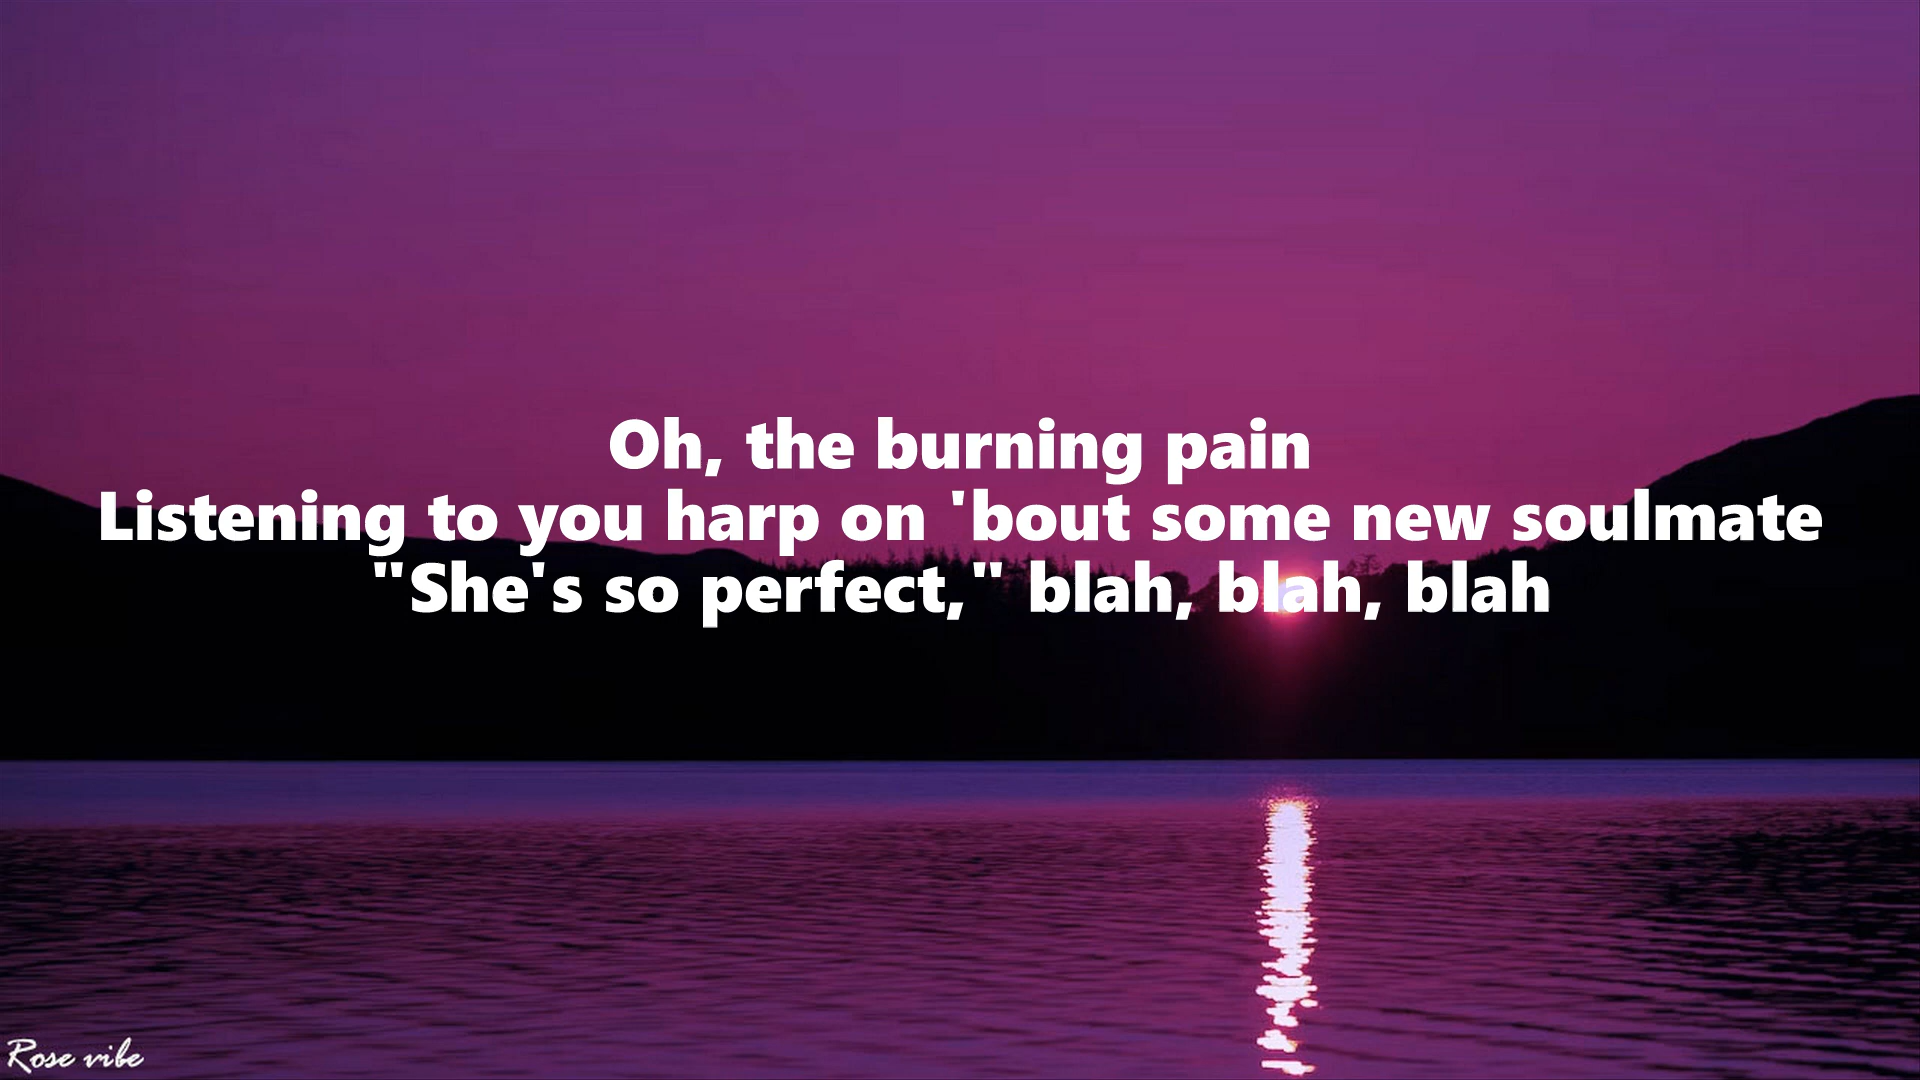 Oh, the burning pain
Listening to you harp on 'bout some new soulmate
"She's so perfect," blah, blah, blah
Rose vibe